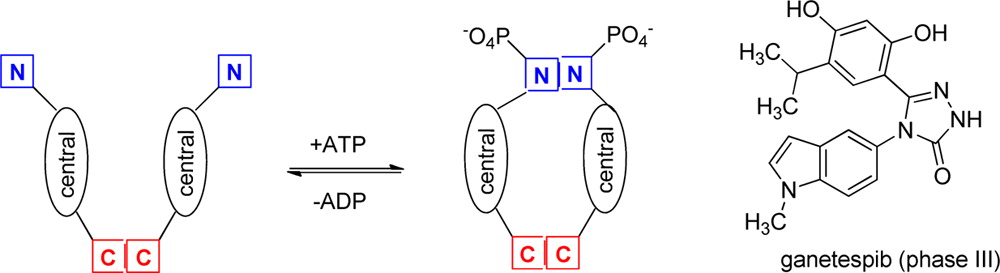 N
N
central
central
C
C
+ATP
-ADP
⁻O₄P
PO₄⁻
N
N
central
central
C
C
HO
OH
H₃C
H₃C
N
NH
N
O
N
H₃C
ganetespib (phase III)